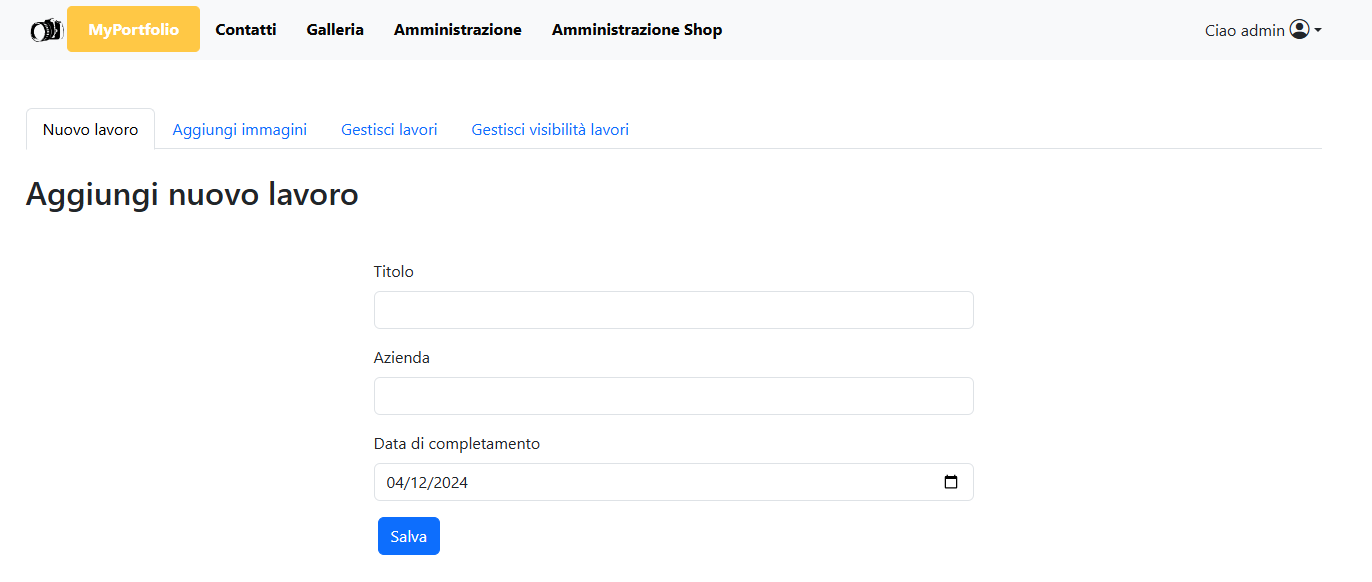 MyPortfolio Contatti Galleria Amministrazione Amministrazione Shop Ciao admin
Nuovo lavoro Aggiungi immagini Gestisci lavori Gestisci visibilità lavori
Aggiungi nuovo lavoro
Titolo
Azienda
Data di completamento
04/12/2024
Salva